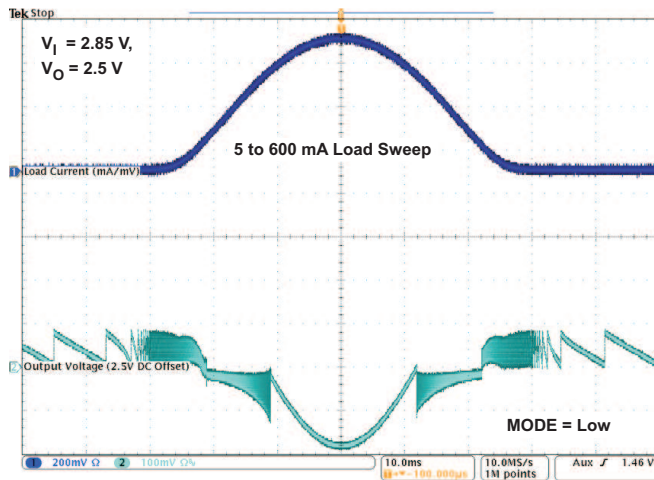 Tek Stop
V_I = 2.85 V,
V_O = 2.5 V
5 to 600 mA Load Sweep
1 Load Current (mA/mV)
2 Output Voltage (2.5V DC Offset)
MODE = Low
1 200mV Ω 2 100mV Ω
10.0ms
-100.000µs
10.0MS/s
1M points
Aux 1.46 V